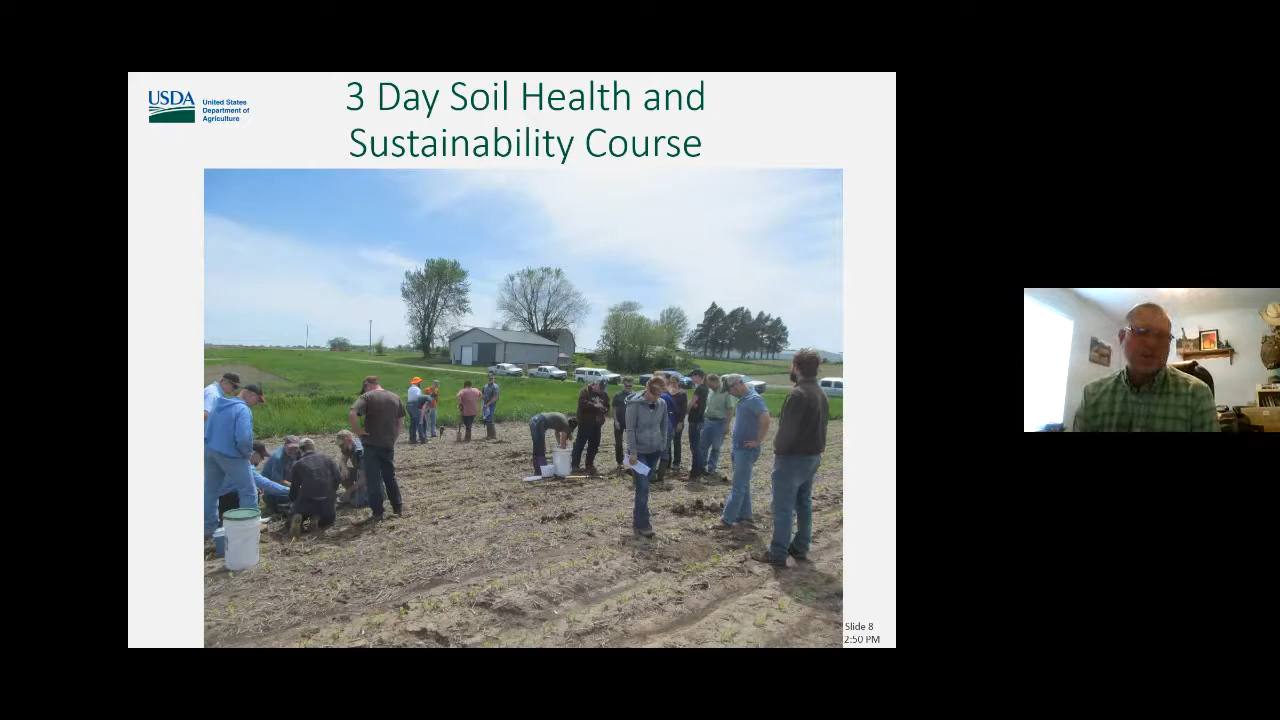 USDA
United States
Department of
Agriculture
3 Day Soil Health and
Sustainability Course
Slide 8
2:50 PM